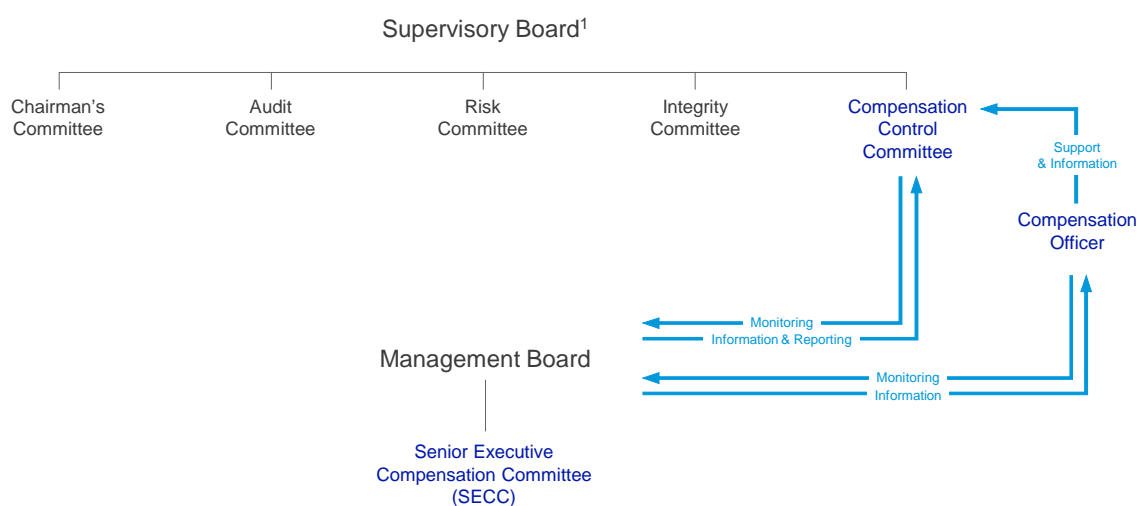 Supervisory Board1
Chairman's
Committee
Audit
Committee
Risk
Committee
Integrity
Committee
Compensation
Control
Committee
Support
& Information
Compensation
Officer
Monitoring
Information & Reporting
Management Board
Monitoring
Information
Senior Executive
Compensation Committee
(SECC)